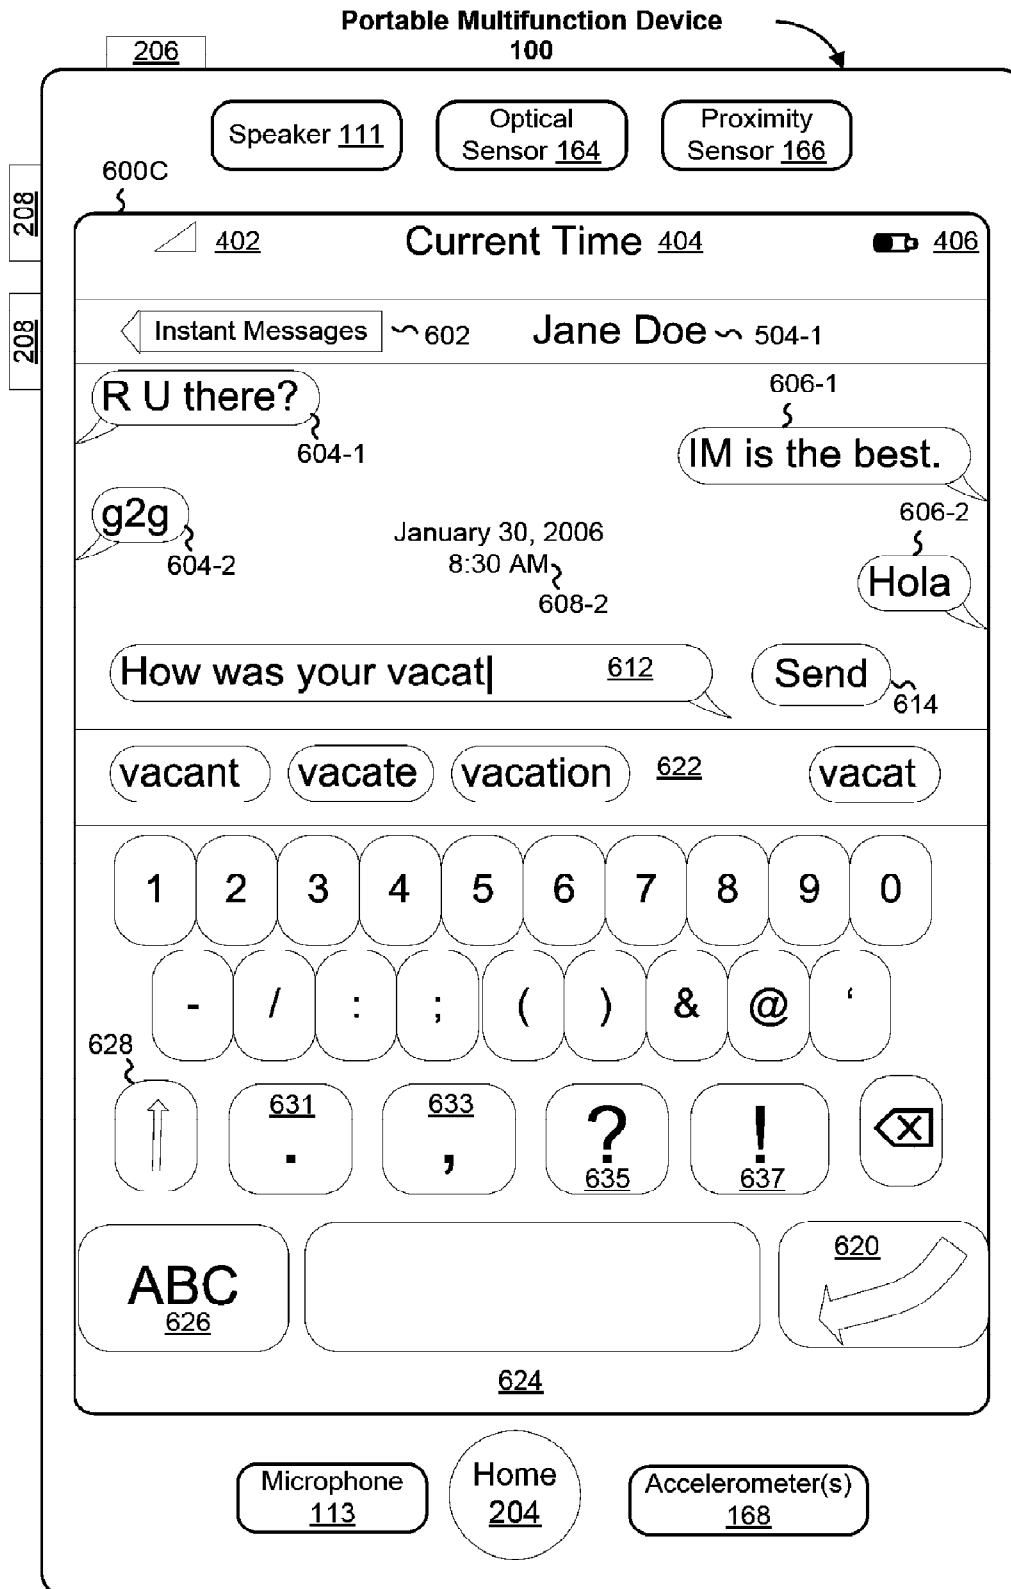 Portable Multifunction Device
100
206
Speaker 111
Optical
Sensor 164
Proximity
Sensor 166
600C
208
208
402
Current Time 404
406
Instant Messages
602
Jane Doe
504-1
R U there?
604-1
606-1
IM is the best.
g2g
604-2
January 30, 2006
8:30 AM
608-2
606-2
Hola
How was your vacat
612
Send
614
vacant vacate vacation 622 vacat
1 2 3 4 5 6 7 8 9 0
- / : ; ( ) & @ ‘
628
631
.
633
,
?
635
!
637
ABC
626
620
624
Microphone
113
Home
204
Accelerometer(s)
168